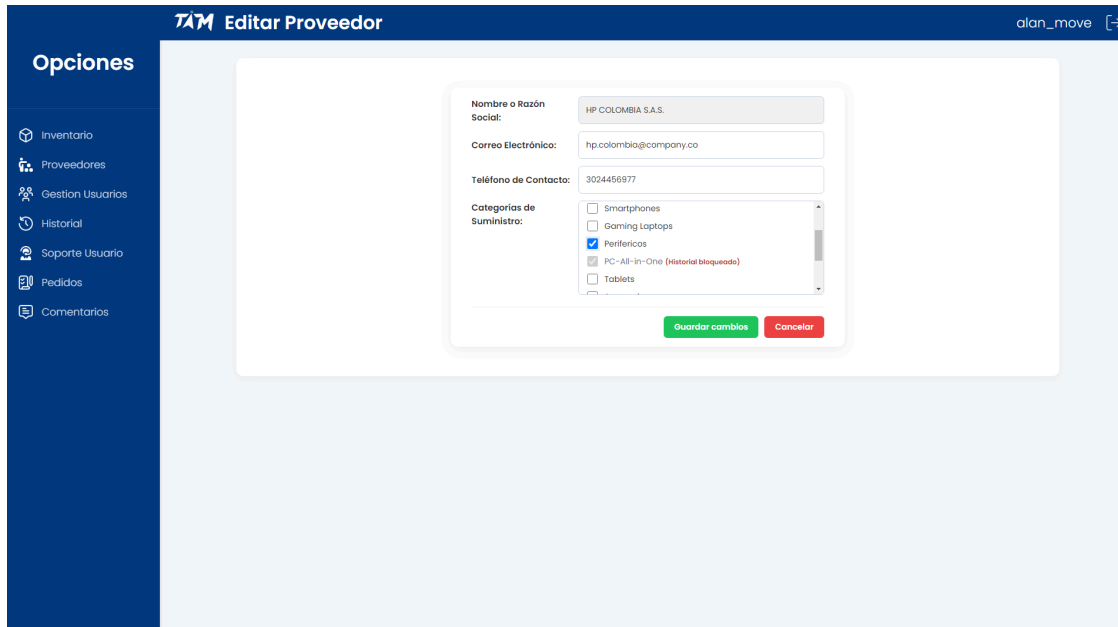 TAM Editar Proveedor
alan_move
Opciones
Inventario
Proveedores
Gestion Usuarios
Historial
Soporte Usuario
Pedidos
Comentarios
Nombre o Razón
Social:
HP COLOMBIA S.A.S.
Correo Electrónico:
hp.colombia@company.co
Teléfono de Contacto:
3024456977
Categorías de
Suministro:
Smartphones
Gaming Laptops
Perifericos
PC-All-in-One (Historial bloqueado)
Tablets
Guardar cambios
Cancelar